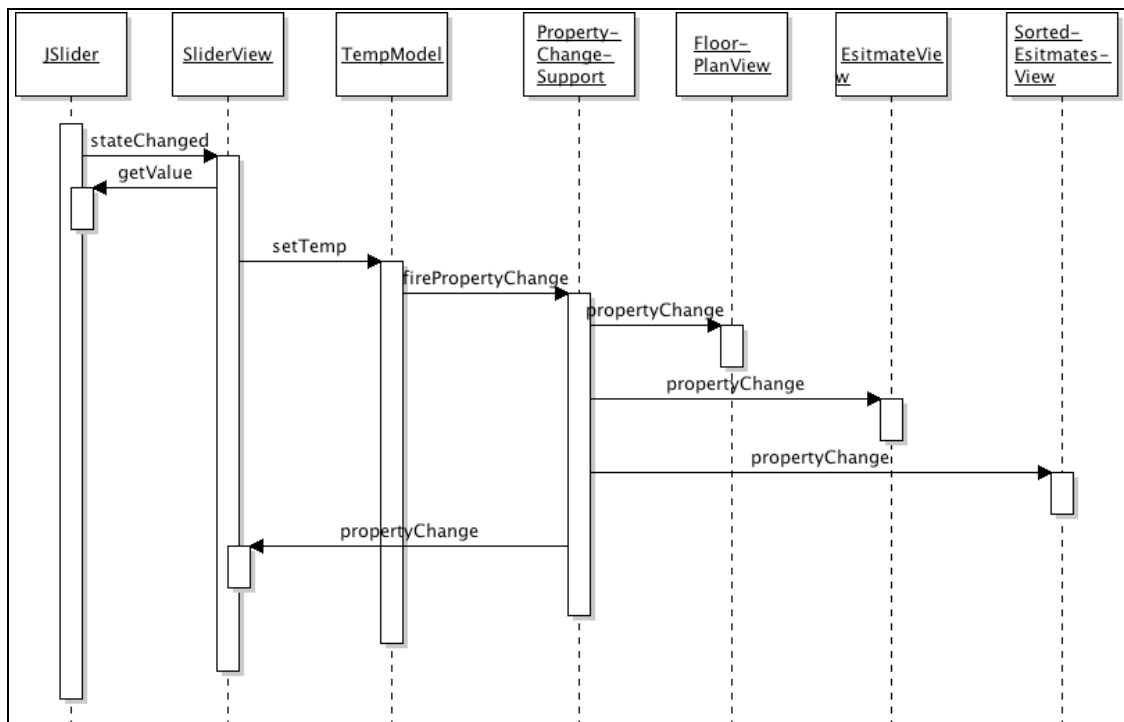 JSlider
SliderView
TempModel
Property-
Change-
Support
Floor-
PlanView
EsitmateVie
w
Sorted-
Esitmates-
View
stateChanged
getValue
setTemp
firePropertyChange
propertyChange
propertyChange
propertyChange
propertyChange